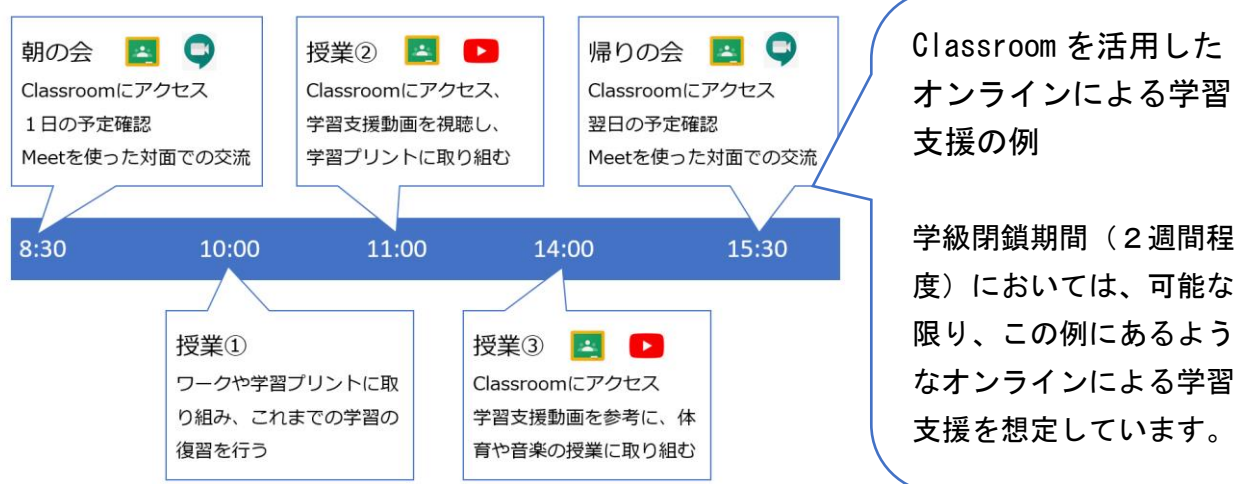 朝の会
Classroomにアクセス
１日の予定確認
Meetを使った対面での交流
授業②
Classroomにアクセス、
学習支援動画を視聴し、
学習プリントに取り組む
帰りの会
Classroomにアクセス
翌日の予定確認
Meetを使った対面での交流
8:30
10:00
11:00
14:00
15:30
授業①
ワークや学習プリントに取
り組み、これまでの学習の
復習を行う
授業③
Classroomにアクセス
学習支援動画を参考に、体
育や音楽の授業に取り組む
Classroom を活用した
オンラインによる学習
支援の例
学級閉鎖期間（２週間程
度）においては、可能な
限り、この例にあるよう
なオンラインによる学習
支援を想定しています。